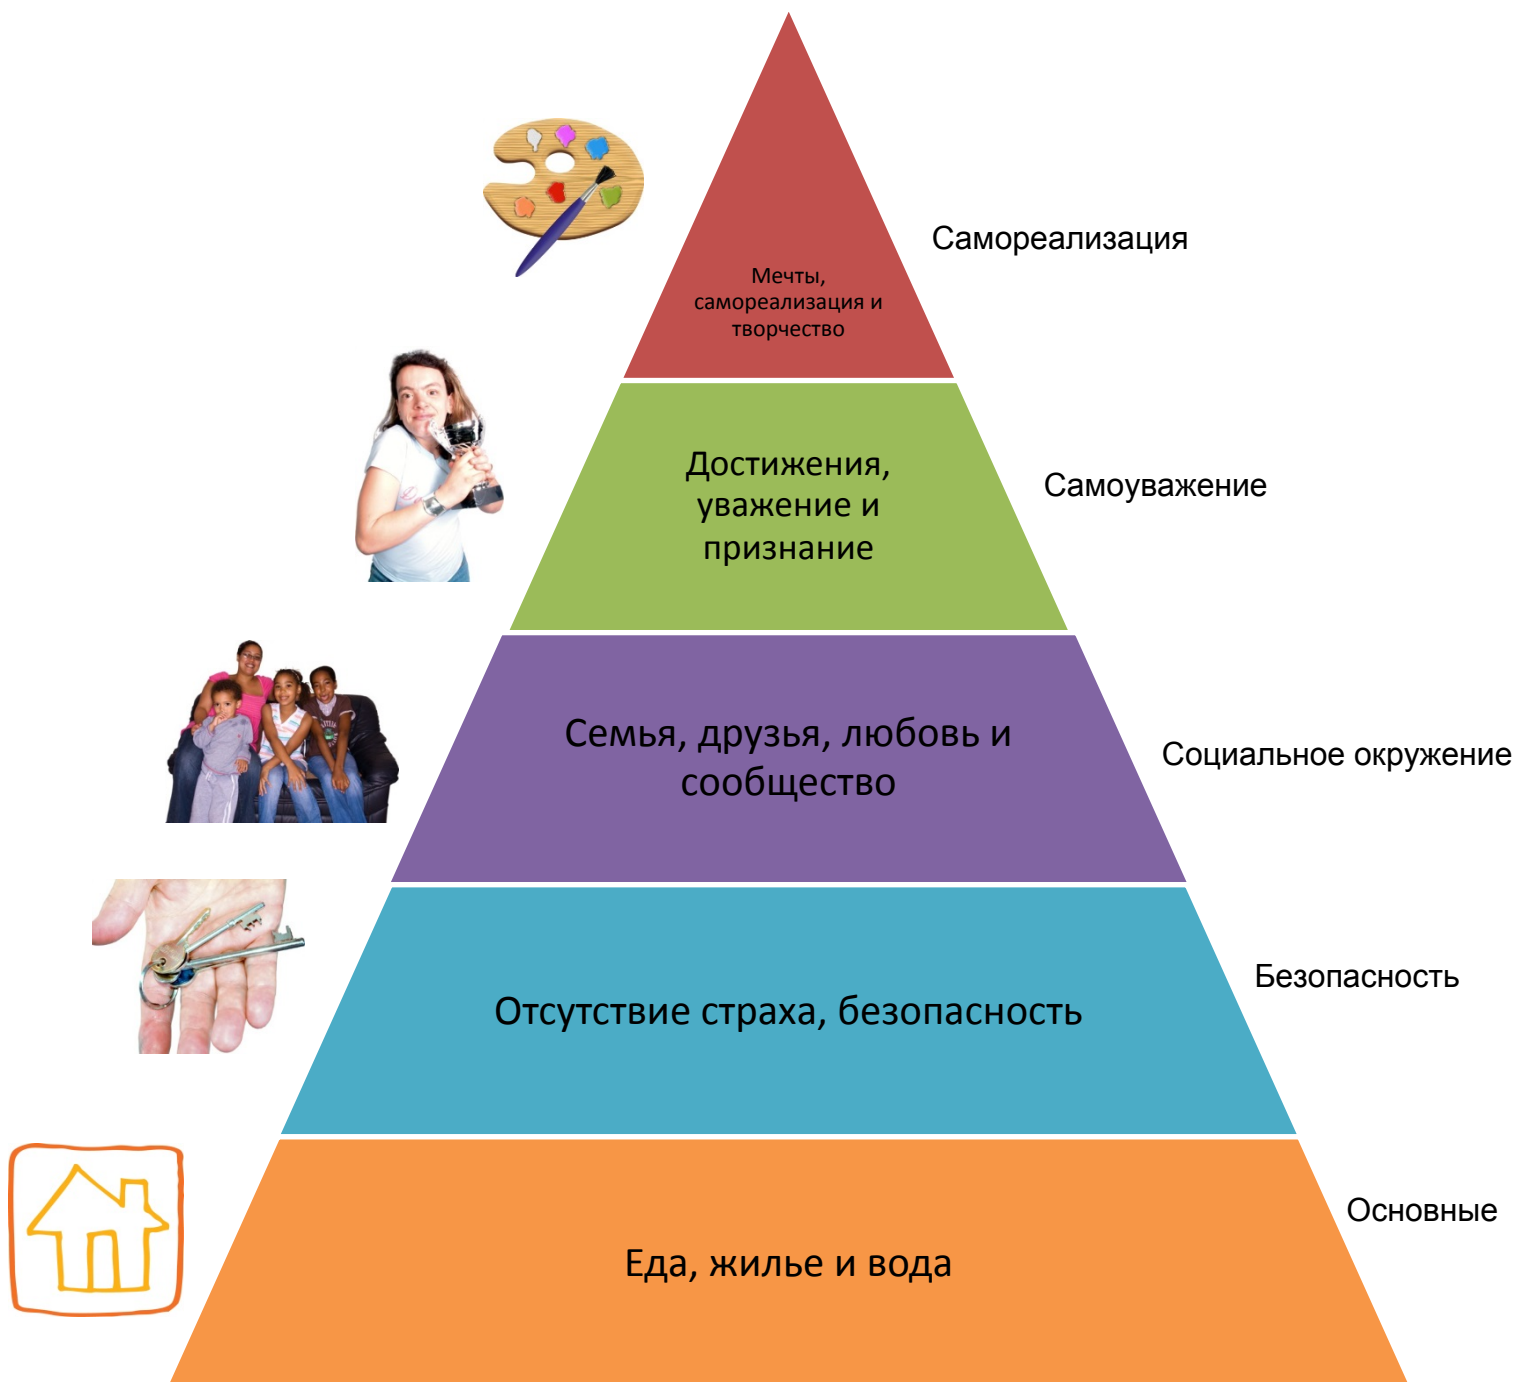 Самореализация
Мечты,
самореализация и
творчество
Достижения,
уважение и
признание
Самоуважение
Семья, друзья, любовь и
сообщество
Социальное окружение
Безопасность
Отсутствие страха, безопасность
Основные
Еда, жилье и вода